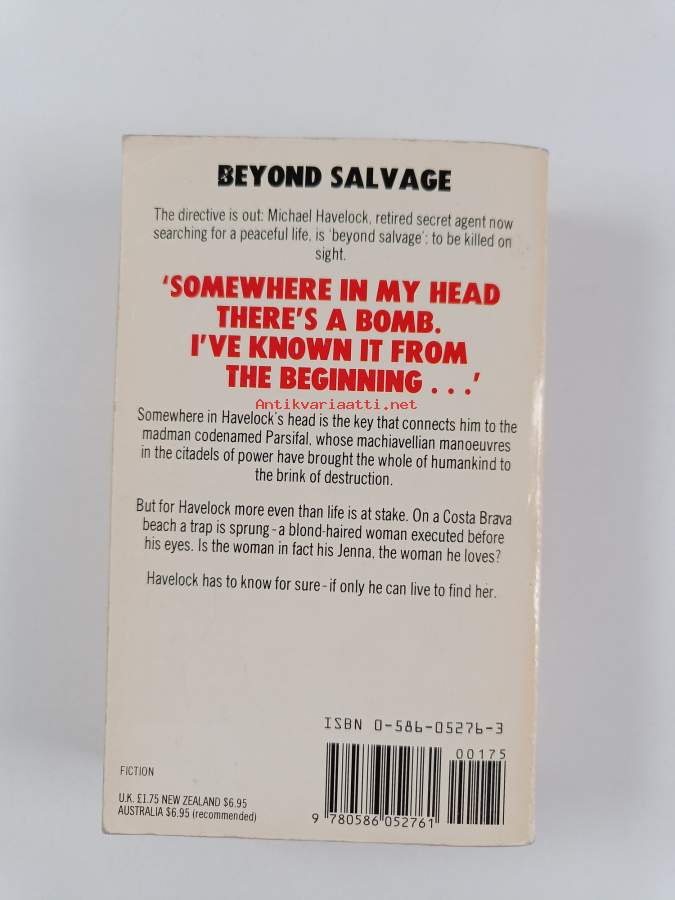 BEYOND SALVAGE
The directive is out: Michael Havelock, retired secret agent now
searching for a peaceful life, is 'beyond salvage': to be killed on
sight.
'SOMEWHERE IN MY HEAD
THERE'S A BOMB.
I'VE KNOWN IT FROM
THE BEGINNING . . .'
Antikvariaatti.net
Somewhere in Havelock's head is the key that connects him to the
madman codenamed Parsifal, whose machiavellian manoeuvres
in the citadels of power have brought the whole of humankind to
the brink of destruction.
But for Havelock more even than life is at stake. On a Costa Brava
beach a trap is sprung - a blond-haired woman executed before
his eyes. Is the woman in fact his Jenna, the woman he loves?
Havelock has to know for sure - if only he can live to find her.
ISBN 0-586-05276-3
00175
FICTION
U.K. £1.75 NEW ZEALAND $6.95
AUSTRALIA $6.95 (recommended)
9 780586 052761